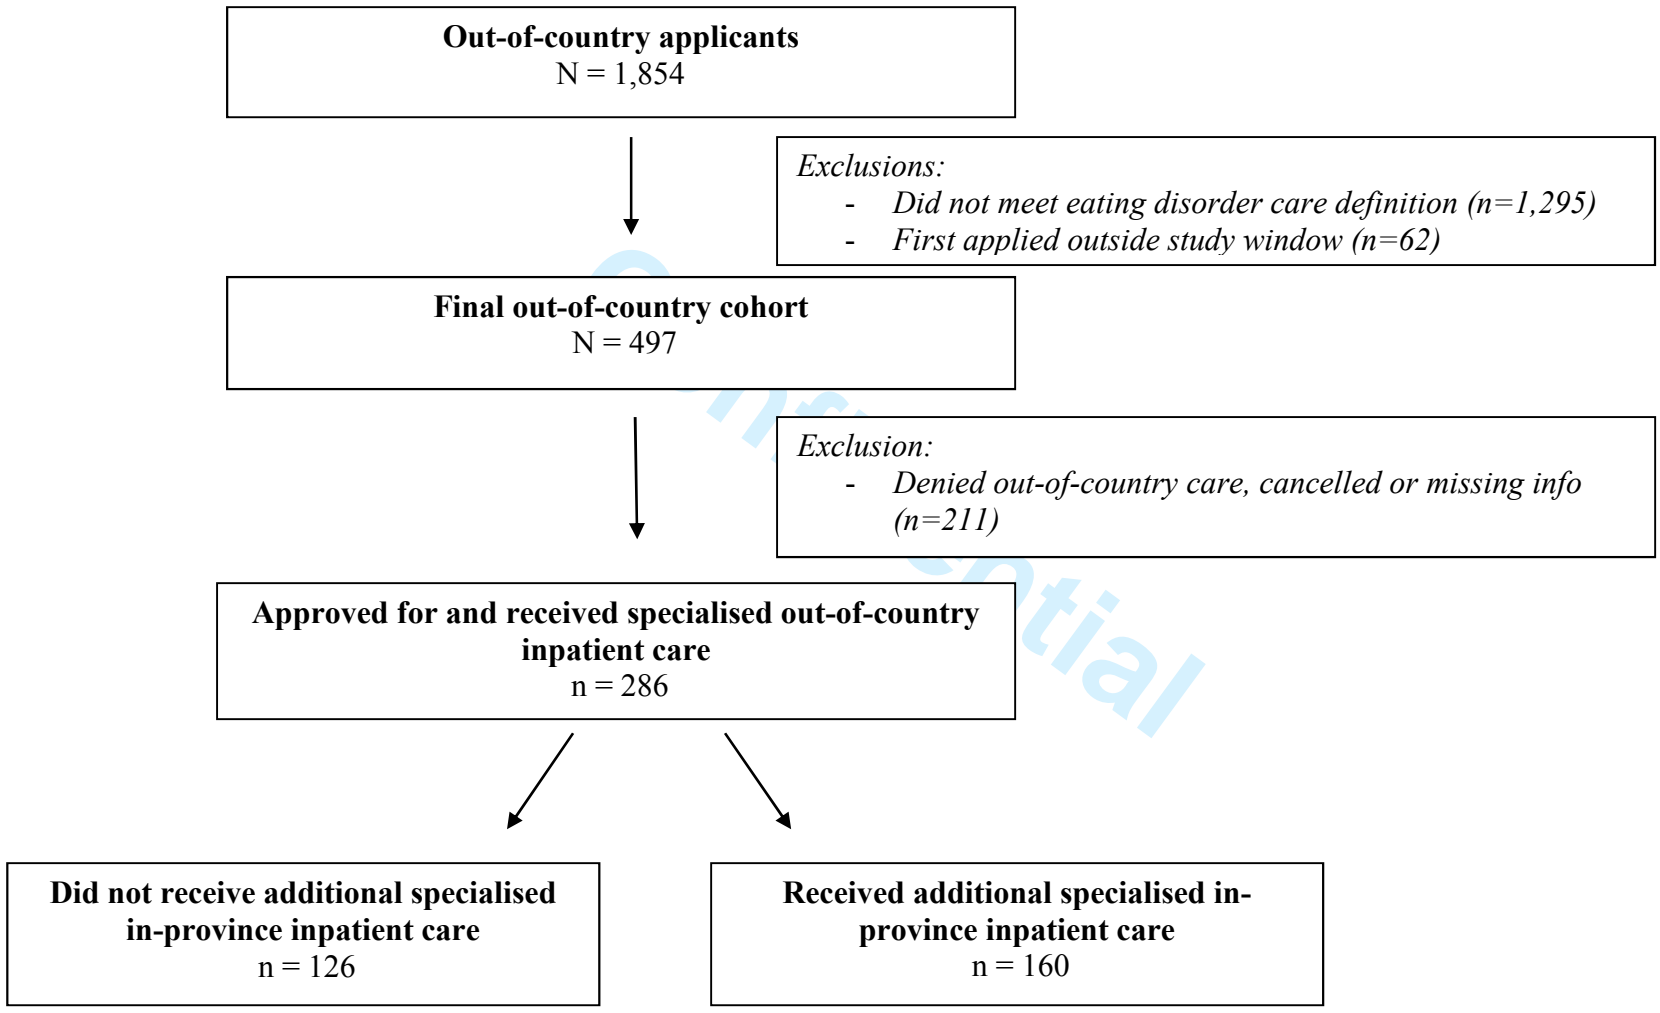 Out-of-country applicants
N = 1,854
Exclusions:
- Did not meet eating disorder care definition (n=1,295)
- First applied outside study window (n=62)
Final out-of-country cohort
N = 497
Exclusion:
- Denied out-of-country care, cancelled or missing info
(n=211)
Approved for and received specialised out-of-country
inpatient care
n = 286
Did not receive additional specialised
in-province inpatient care
n = 126
Received additional specialised in-
province inpatient care
n = 160
Confidential